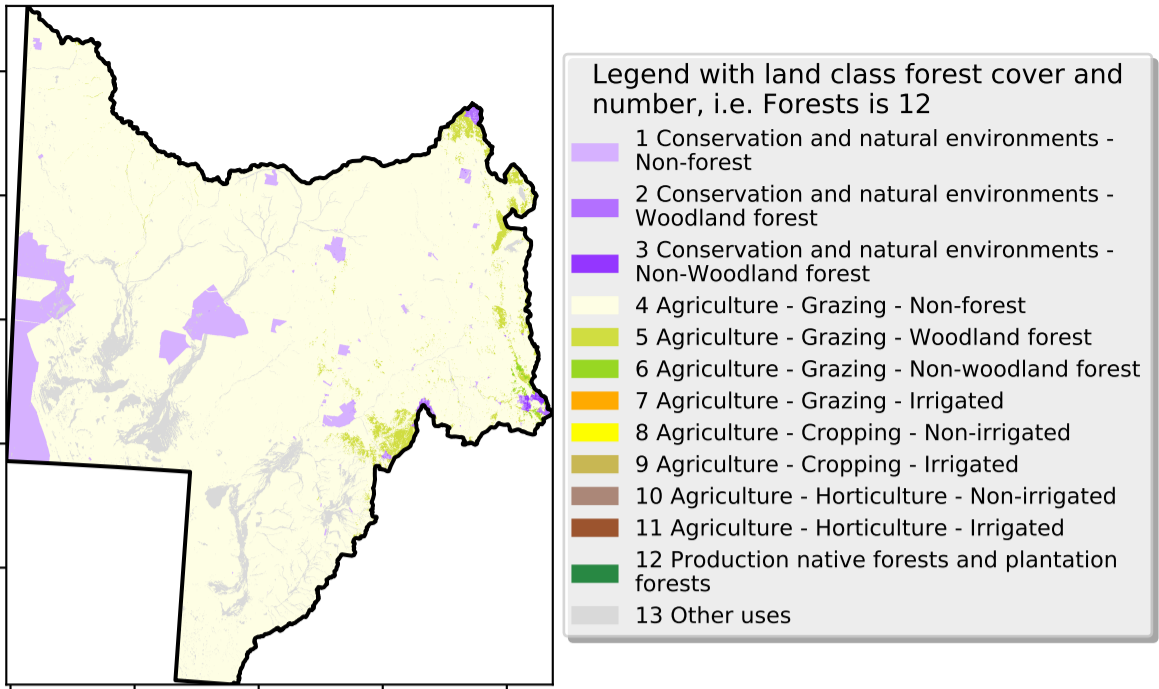 Legend with land class forest cover and
number, i.e. Forests is 12
1 Conservation and natural environments -
Non-forest
2 Conservation and natural environments -
Woodland forest
3 Conservation and natural environments -
Non-Woodland forest
4 Agriculture - Grazing - Non-forest
5 Agriculture - Grazing - Woodland forest
6 Agriculture - Grazing - Non-woodland forest
7 Agriculture - Grazing - Irrigated
8 Agriculture - Cropping - Non-irrigated
9 Agriculture - Cropping - Irrigated
10 Agriculture - Horticulture - Non-irrigated
11 Agriculture - Horticulture - Irrigated
12 Production native forests and plantation
forests
13 Other uses